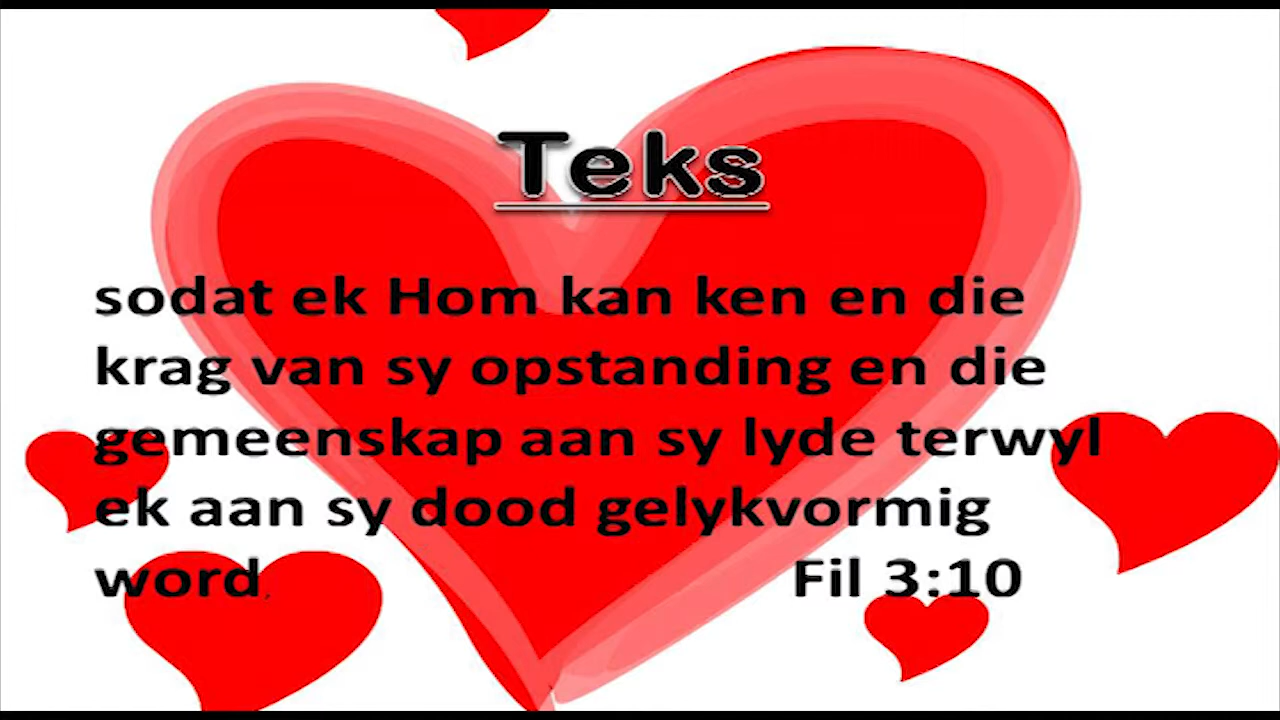 Teks
sodat ek Hom kan ken en die
krag van sy opstanding en die
gemeenskap aan sy lyde terwyl
ek aan sy dood gelykvormig
word, Fil 3:10